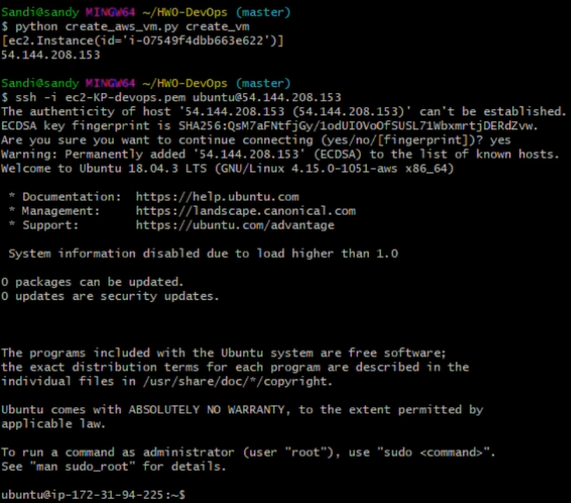 Sandi@sandy MINGW64 ~/HWO-DevOps (master)
$ python create_aws_vm.py create_vm
[ec2.Instance(id='i-07549f4dbb663e622')]
54.144.208.153
Sandi@sandy MINGW64 ~/HWO-DevOps (master)
$ ssh -i ec2-KP-devops.pem ubuntu@54.144.208.153
The authenticity of host '54.144.208.153 (54.144.208.153)' can't be established.
ECDSA key fingerprint is SHA256:QsM7aFNtfjGy/1odUI0VoOfSUSL71WbxmrtjDERdZvw.
Are you sure you want to continue connecting (yes/no/[fingerprint])? yes
Warning: Permanently added '54.144.208.153' (ECDSA) to the list of known hosts.
Welcome to Ubuntu 18.04.3 LTS (GNU/Linux 4.15.0-1051-aws x86_64)
* Documentation: https://help.ubuntu.com
* Management: https://landscape.canonical.com
* Support: https://ubuntu.com/advantage
System information disabled due to load higher than 1.0
0 packages can be updated.
0 updates are security updates.
The programs included with the Ubuntu system are free software;
the exact distribution terms for each program are described in the
individual files in /usr/share/doc/*/copyright.
Ubuntu comes with ABSOLUTELY NO WARRANTY, to the extent permitted by
applicable law.
To run a command as administrator (user "root"), use "sudo <command>".
See "man sudo_root" for details.
ubuntu@ip-172-31-94-225:~$